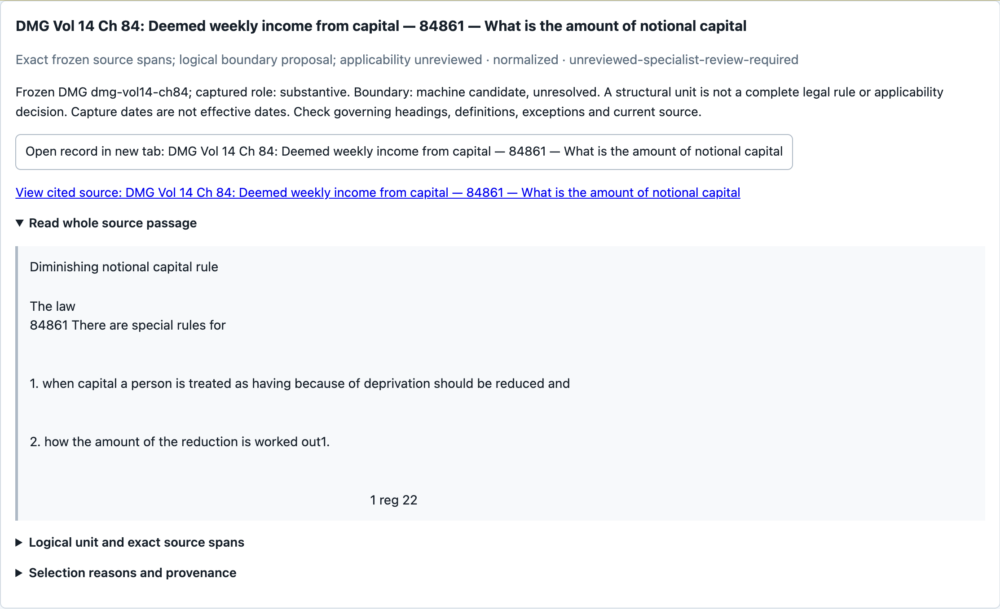 DMG Vol 14 Ch 84: Deemed weekly income from capital — 84861 — What is the amount of notional capital
Exact frozen source spans; logical boundary proposal; applicability unreviewed · normalized · unreviewed-specialist-review-required
Frozen DMG dmg-vol14-ch84; captured role: substantive. Boundary: machine candidate, unresolved. A structural unit is not a complete legal rule or applicability
decision. Capture dates are not effective dates. Check governing headings, definitions, exceptions and current source.
Open record in new tab: DMG Vol 14 Ch 84: Deemed weekly income from capital — 84861 — What is the amount of notional capital
View cited source: DMG Vol 14 Ch 84: Deemed weekly income from capital — 84861 — What is the amount of notional capital
▼ Read whole source passage
Diminishing notional capital rule
The law
84861 There are special rules for
1. when capital a person is treated as having because of deprivation should be reduced and
2. how the amount of the reduction is worked out1.
1 reg 22
▶ Logical unit and exact source spans
▶ Selection reasons and provenance